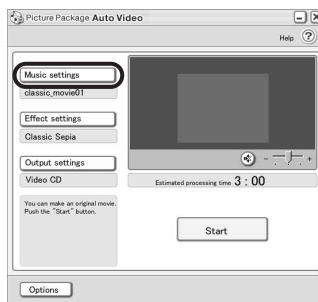 Picture Package Auto Video
Help ?
Music settings
classic_movie01
Effect settings
Classic Sepia
Output settings
Video CD
You can make an original movie.
Push the "Start" button.
- +
Estimated processing time 3 : 00
Start
Options